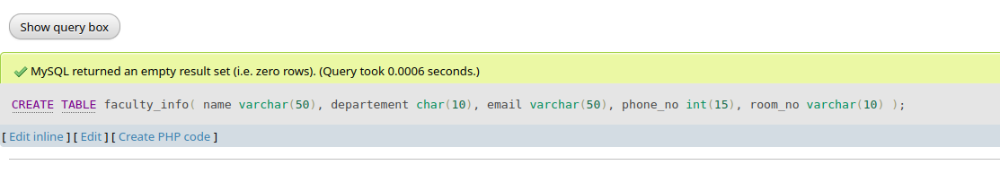 Show query box
MySQL returned an empty result set (i.e. zero rows). (Query took 0.0006 seconds.)
CREATE TABLE faculty_info( name varchar(50), departement char(10), email varchar(50), phone_no int(15), room_no varchar(10) );
[ Edit inline ] [ Edit ] [ Create PHP code ]